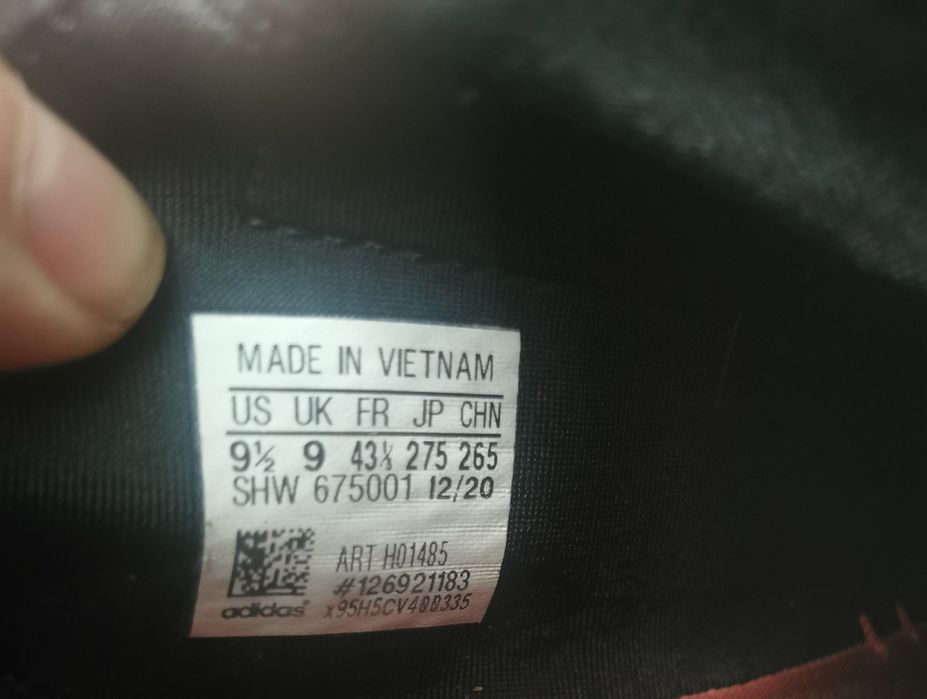 MADE IN VIETNAM
US UK FR JP CHN
9½ 9 43⅓ 275 265
SHW 675001 12/20
ART H01485
#126921183
adidas